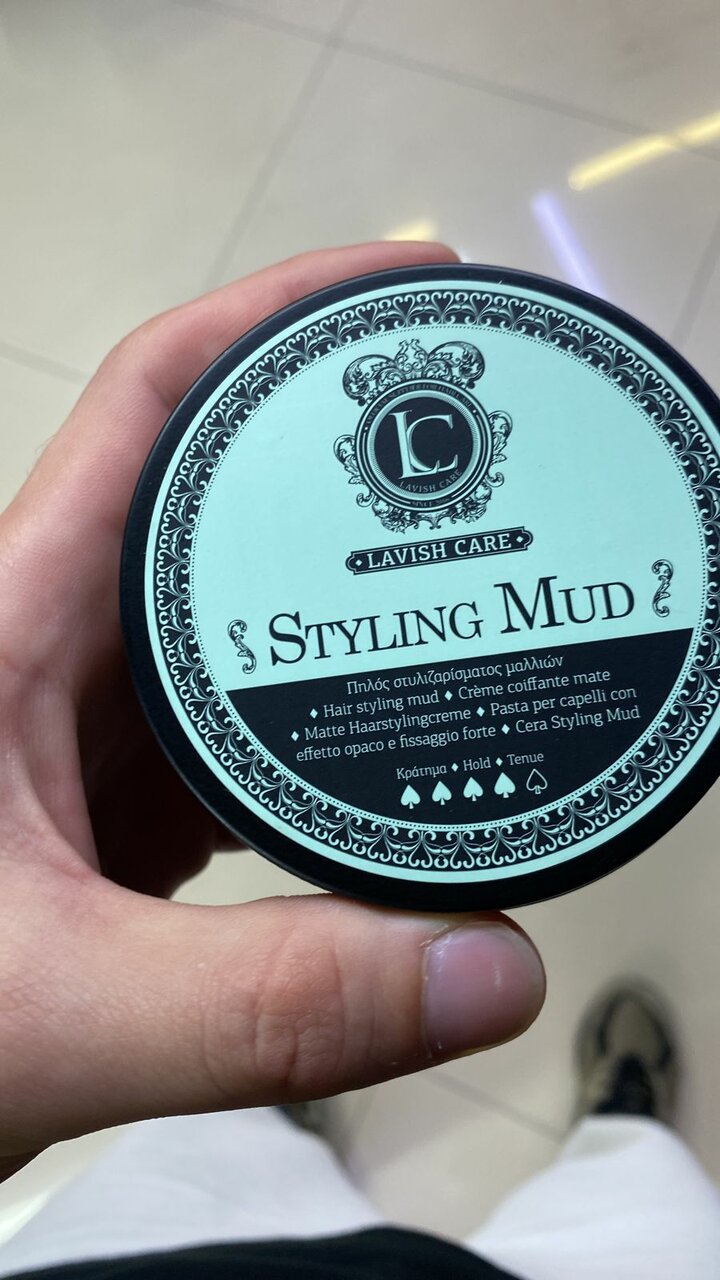 LC
LAVISH CARE
SINCE
LAVISH CARE
STYLING MUD
Πηλός στυλιζαρίσματος μαλλιών
♦ Hair styling mud ♦ Crème coiffante mate
♦ Matte Haarstylingcreme ♦ Pasta per capelli con
effetto opaco e fissaggio forte ♦ Cera Styling Mud
Κράτημα ♦ Hold ♦ Tenue